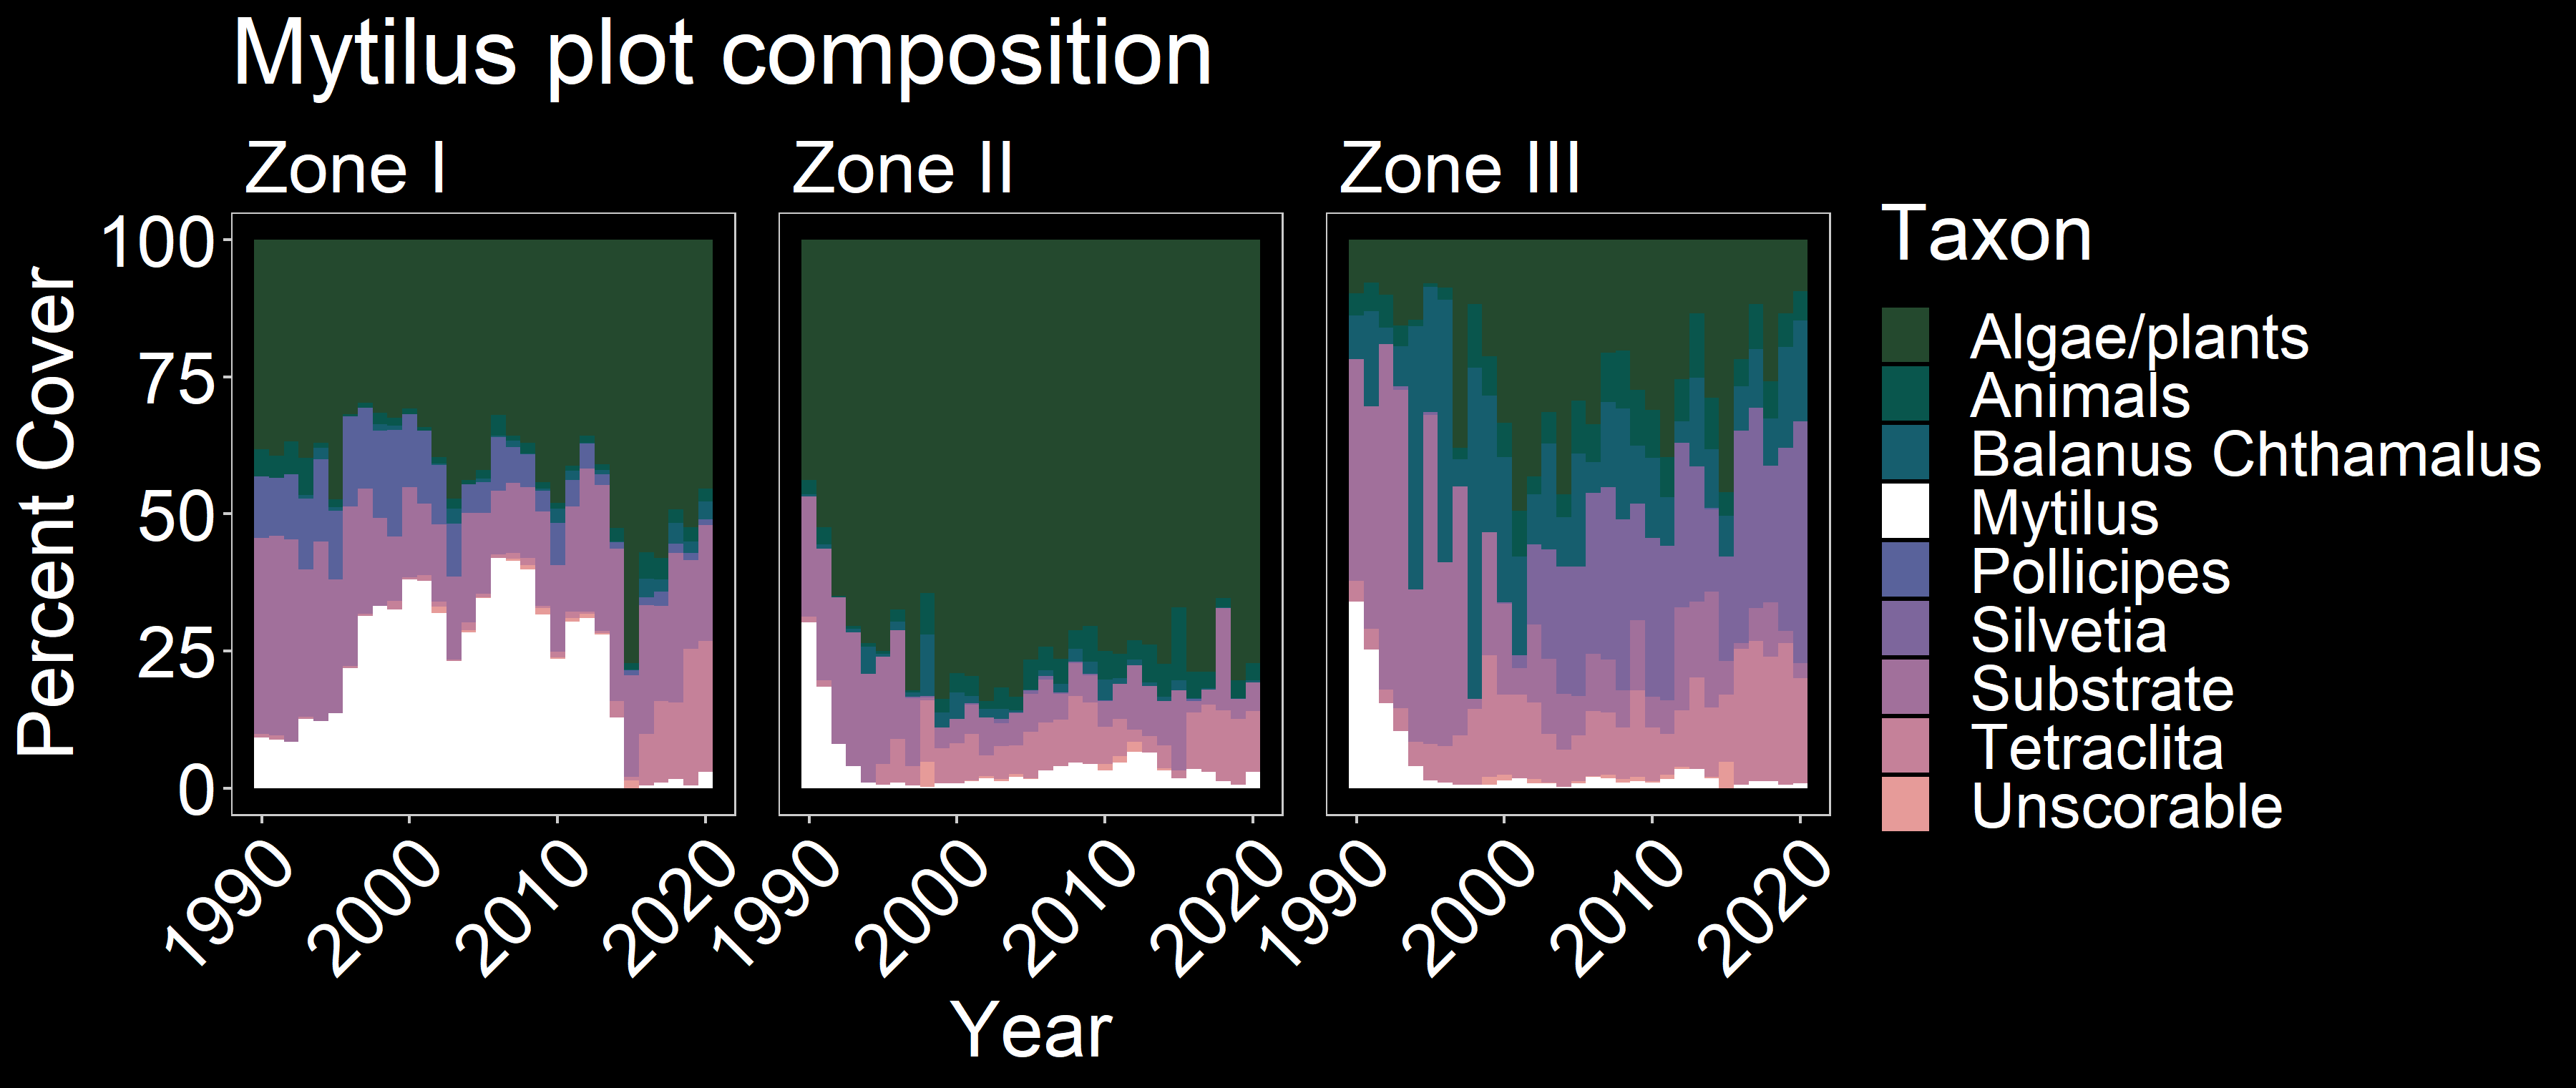 Mytilus plot composition
Zone I
Zone II
Zone III
Percent Cover
100
75
50
25
0
1990
2000
2010
2020
1990
2000
2010
2020
1990
2000
2010
2020
Year
Taxon
Algae/plants
Animals
Balanus Chthamalus
Mytilus
Pollicipes
Silvetia
Substrate
Tetraclita
Unscorable